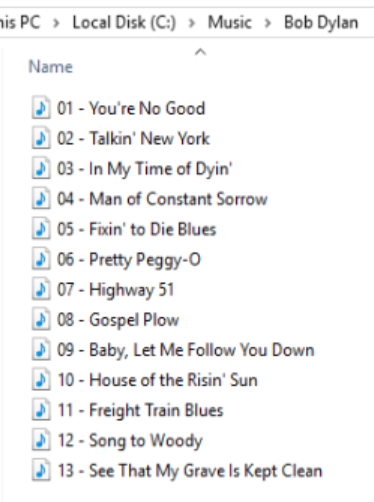 his PC > Local Disk (C:) > Music > Bob Dylan
Name
01 - You're No Good
02 - Talkin' New York
03 - In My Time of Dyin'
04 - Man of Constant Sorrow
05 - Fixin' to Die Blues
06 - Pretty Peggy-O
07 - Highway 51
08 - Gospel Plow
09 - Baby, Let Me Follow You Down
10 - House of the Risin' Sun
11 - Freight Train Blues
12 - Song to Woody
13 - See That My Grave Is Kept Clean